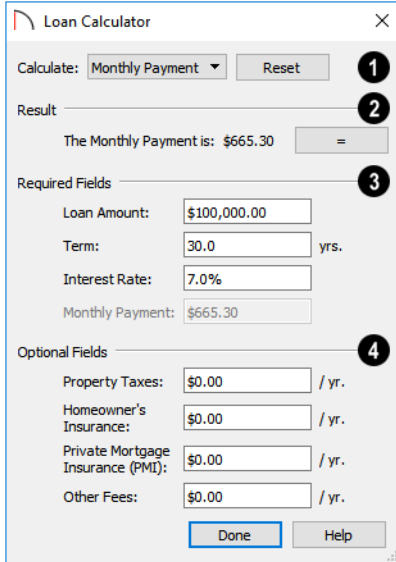 Loan Calculator
Calculate: Monthly Payment Reset 1
Result 2
The Monthly Payment is: $665.30 =
Required Fields 3
Loan Amount: $100,000.00
Term: 30.0 yrs.
Interest Rate: 7.0%
Monthly Payment: $665.30
Optional Fields 4
Property Taxes: $0.00 / yr.
Homeowner's
Insurance: $0.00 / yr.
Private Mortgage
Insurance (PMI): $0.00 / yr.
Other Fees: $0.00 / yr.
Done Help